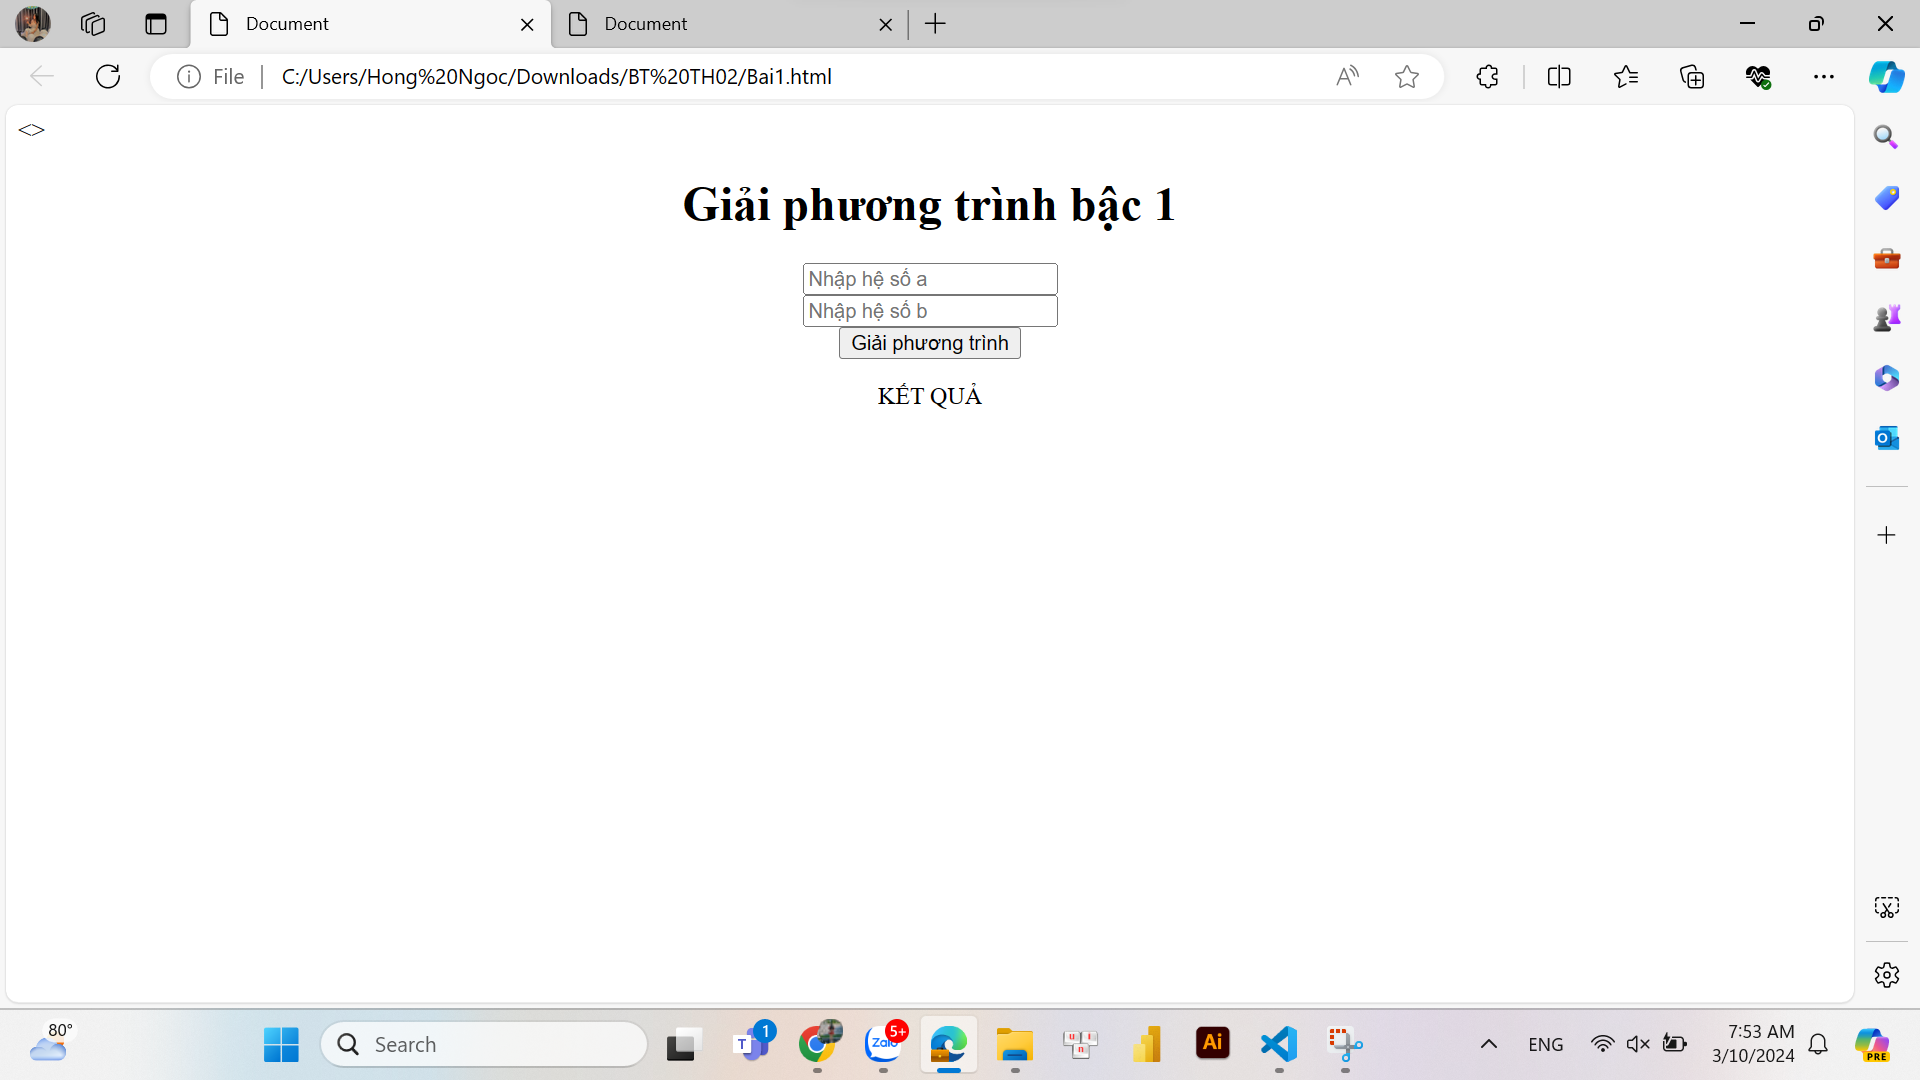 Document
Document
File
C:/Users/Hong%20Ngoc/Downloads/BT%20TH02/Bai1.html
<>
Giải phương trình bậc 1
Nhập hệ số a
Nhập hệ số b
Giải phương trình
KẾT QUẢ
80°
Search
T
1
Zalo
5+
u i
n
Ai
ENG
7:53 AM
3/10/2024
PRE